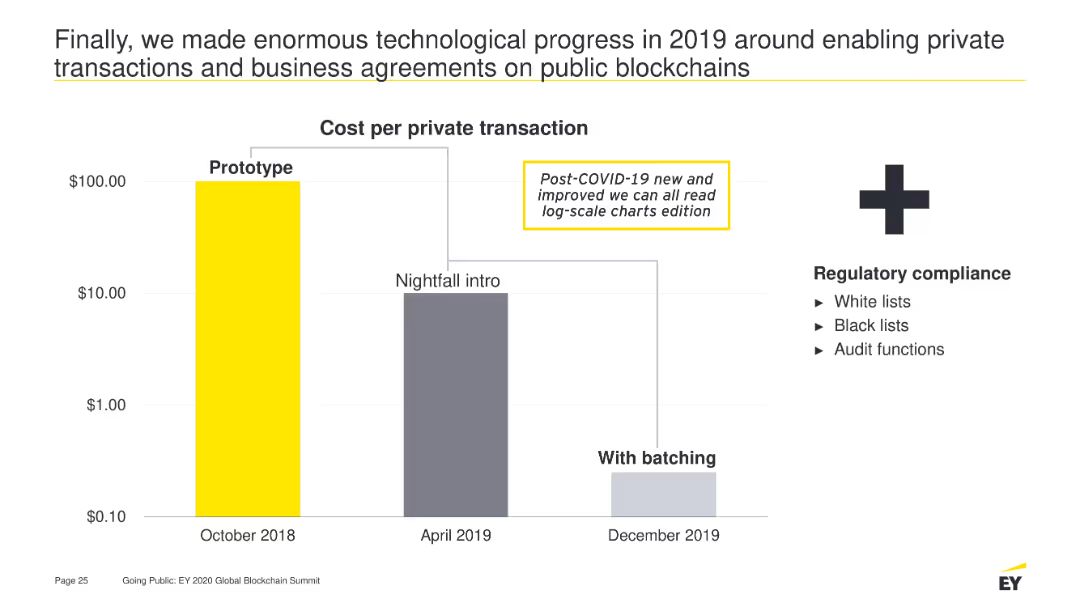 Finally, we made enormous technological progress in 2019 around enabling private
transactions and business agreements on public blockchains
Cost per private transaction
Prototype
$100.00
Post-COVID-19 new and
improved we can all read
log-scale charts edition
Nightfall intro
$10.00
$1.00
With batching
$0.10
October 2018
April 2019
December 2019
Regulatory compliance
► White lists
► Black lists
► Audit functions
Page 25
Going Public: EY 2020 Global Blockchain Summit
EY